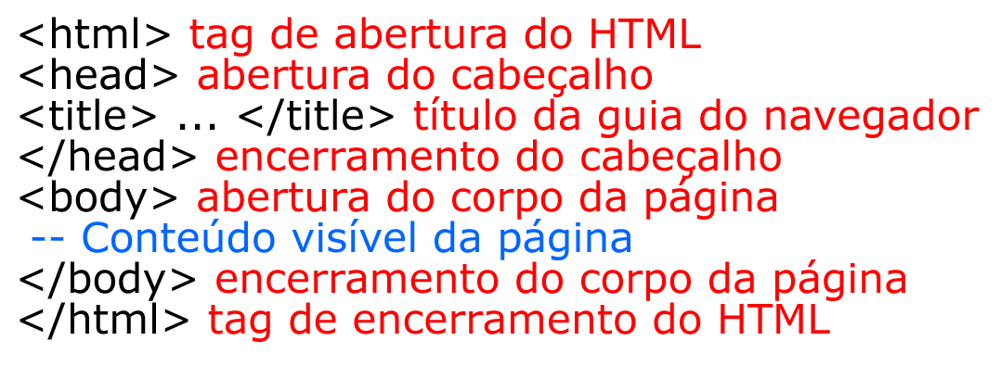 <html> tag de abertura do HTML
<head> abertura do cabeçalho
<title> ... </title> título da guia do navegador
</head> encerramento do cabeçalho
<body> abertura do corpo da página
-- Conteúdo visível da página
</body> encerramento do corpo da página
</html> tag de encerramento do HTML